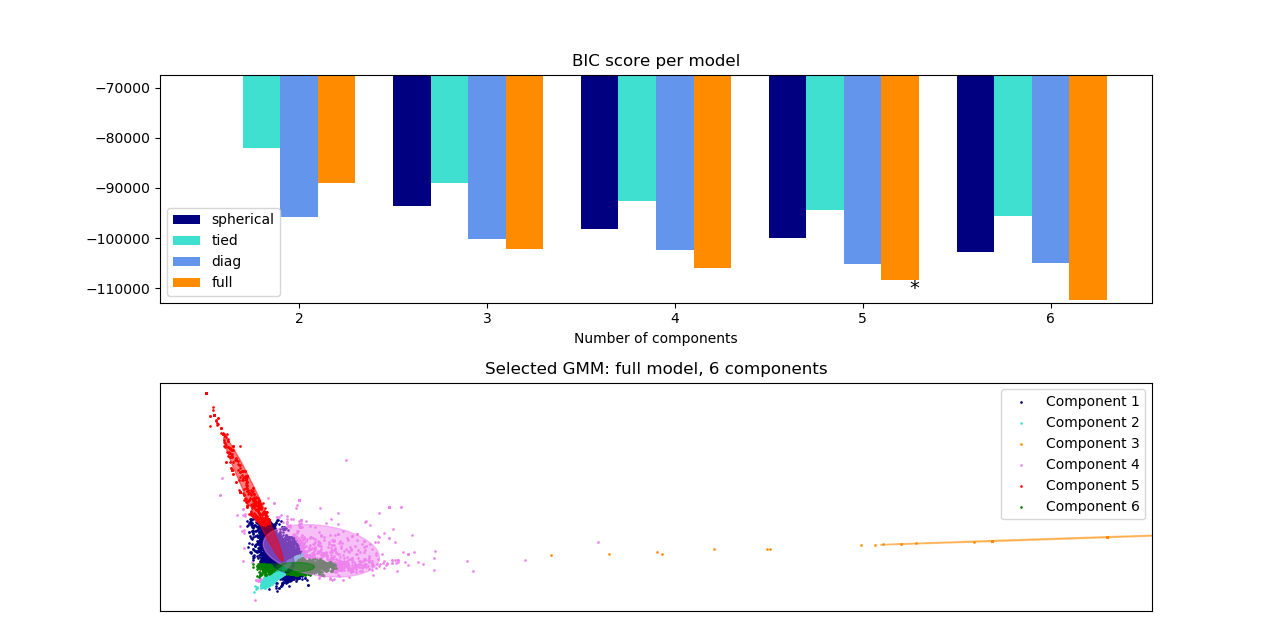 BIC score per model
−70000
−80000
−90000
−100000
−110000
spherical
tied
diag
full
*
2 3 4 5 6
Number of components
Selected GMM: full model, 6 components
Component 1
Component 2
Component 3
Component 4
Component 5
Component 6